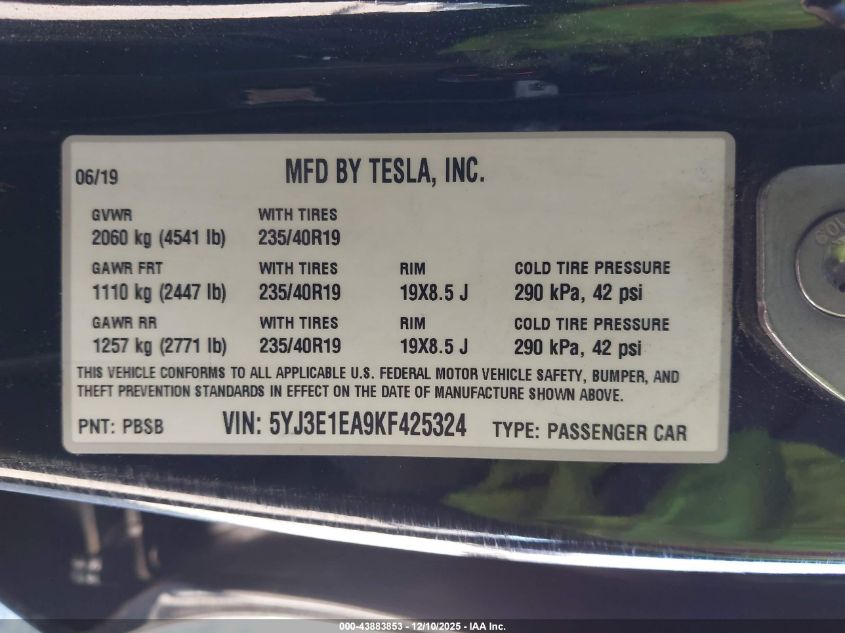 06/19 MFD BY TESLA, INC.
GVWR WITH TIRES
2060 kg (4541 lb) 235/40R19
GAWR FRT WITH TIRES RIM COLD TIRE PRESSURE
1110 kg (2447 lb) 235/40R19 19X8.5 J 290 kPa, 42 psi
GAWR RR WITH TIRES RIM COLD TIRE PRESSURE
1257 kg (2771 lb) 235/40R19 19X8.5 J 290 kPa, 42 psi
THIS VEHICLE CONFORMS TO ALL APPLICABLE U.S. FEDERAL MOTOR VEHICLE SAFETY, BUMPER, AND
THEFT PREVENTION STANDARDS IN EFFECT ON THE DATE OF MANUFACTURE SHOWN ABOVE.
PNT: PBSB VIN: 5YJ3E1EA9KF425324 TYPE: PASSENGER CAR
000-43883853 - 12/10/2025 - IAA Inc.